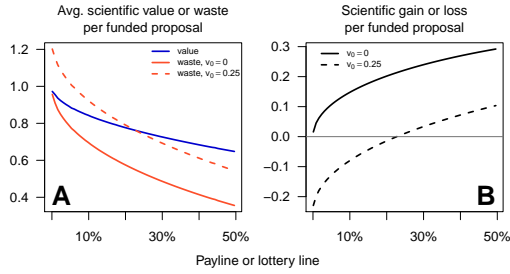 Avg. scientific value or waste
per funded proposal
1.2
1.0
0.8
0.6
0.4
value
waste, v0 = 0
waste, v0 = 0.25
A
10%
30%
50%
Scientific gain or loss
per funded proposal
0.3
0.2
0.1
0.0
−0.1
−0.2
v0 = 0
v0 = 0.25
B
10%
30%
50%
Payline or lottery line